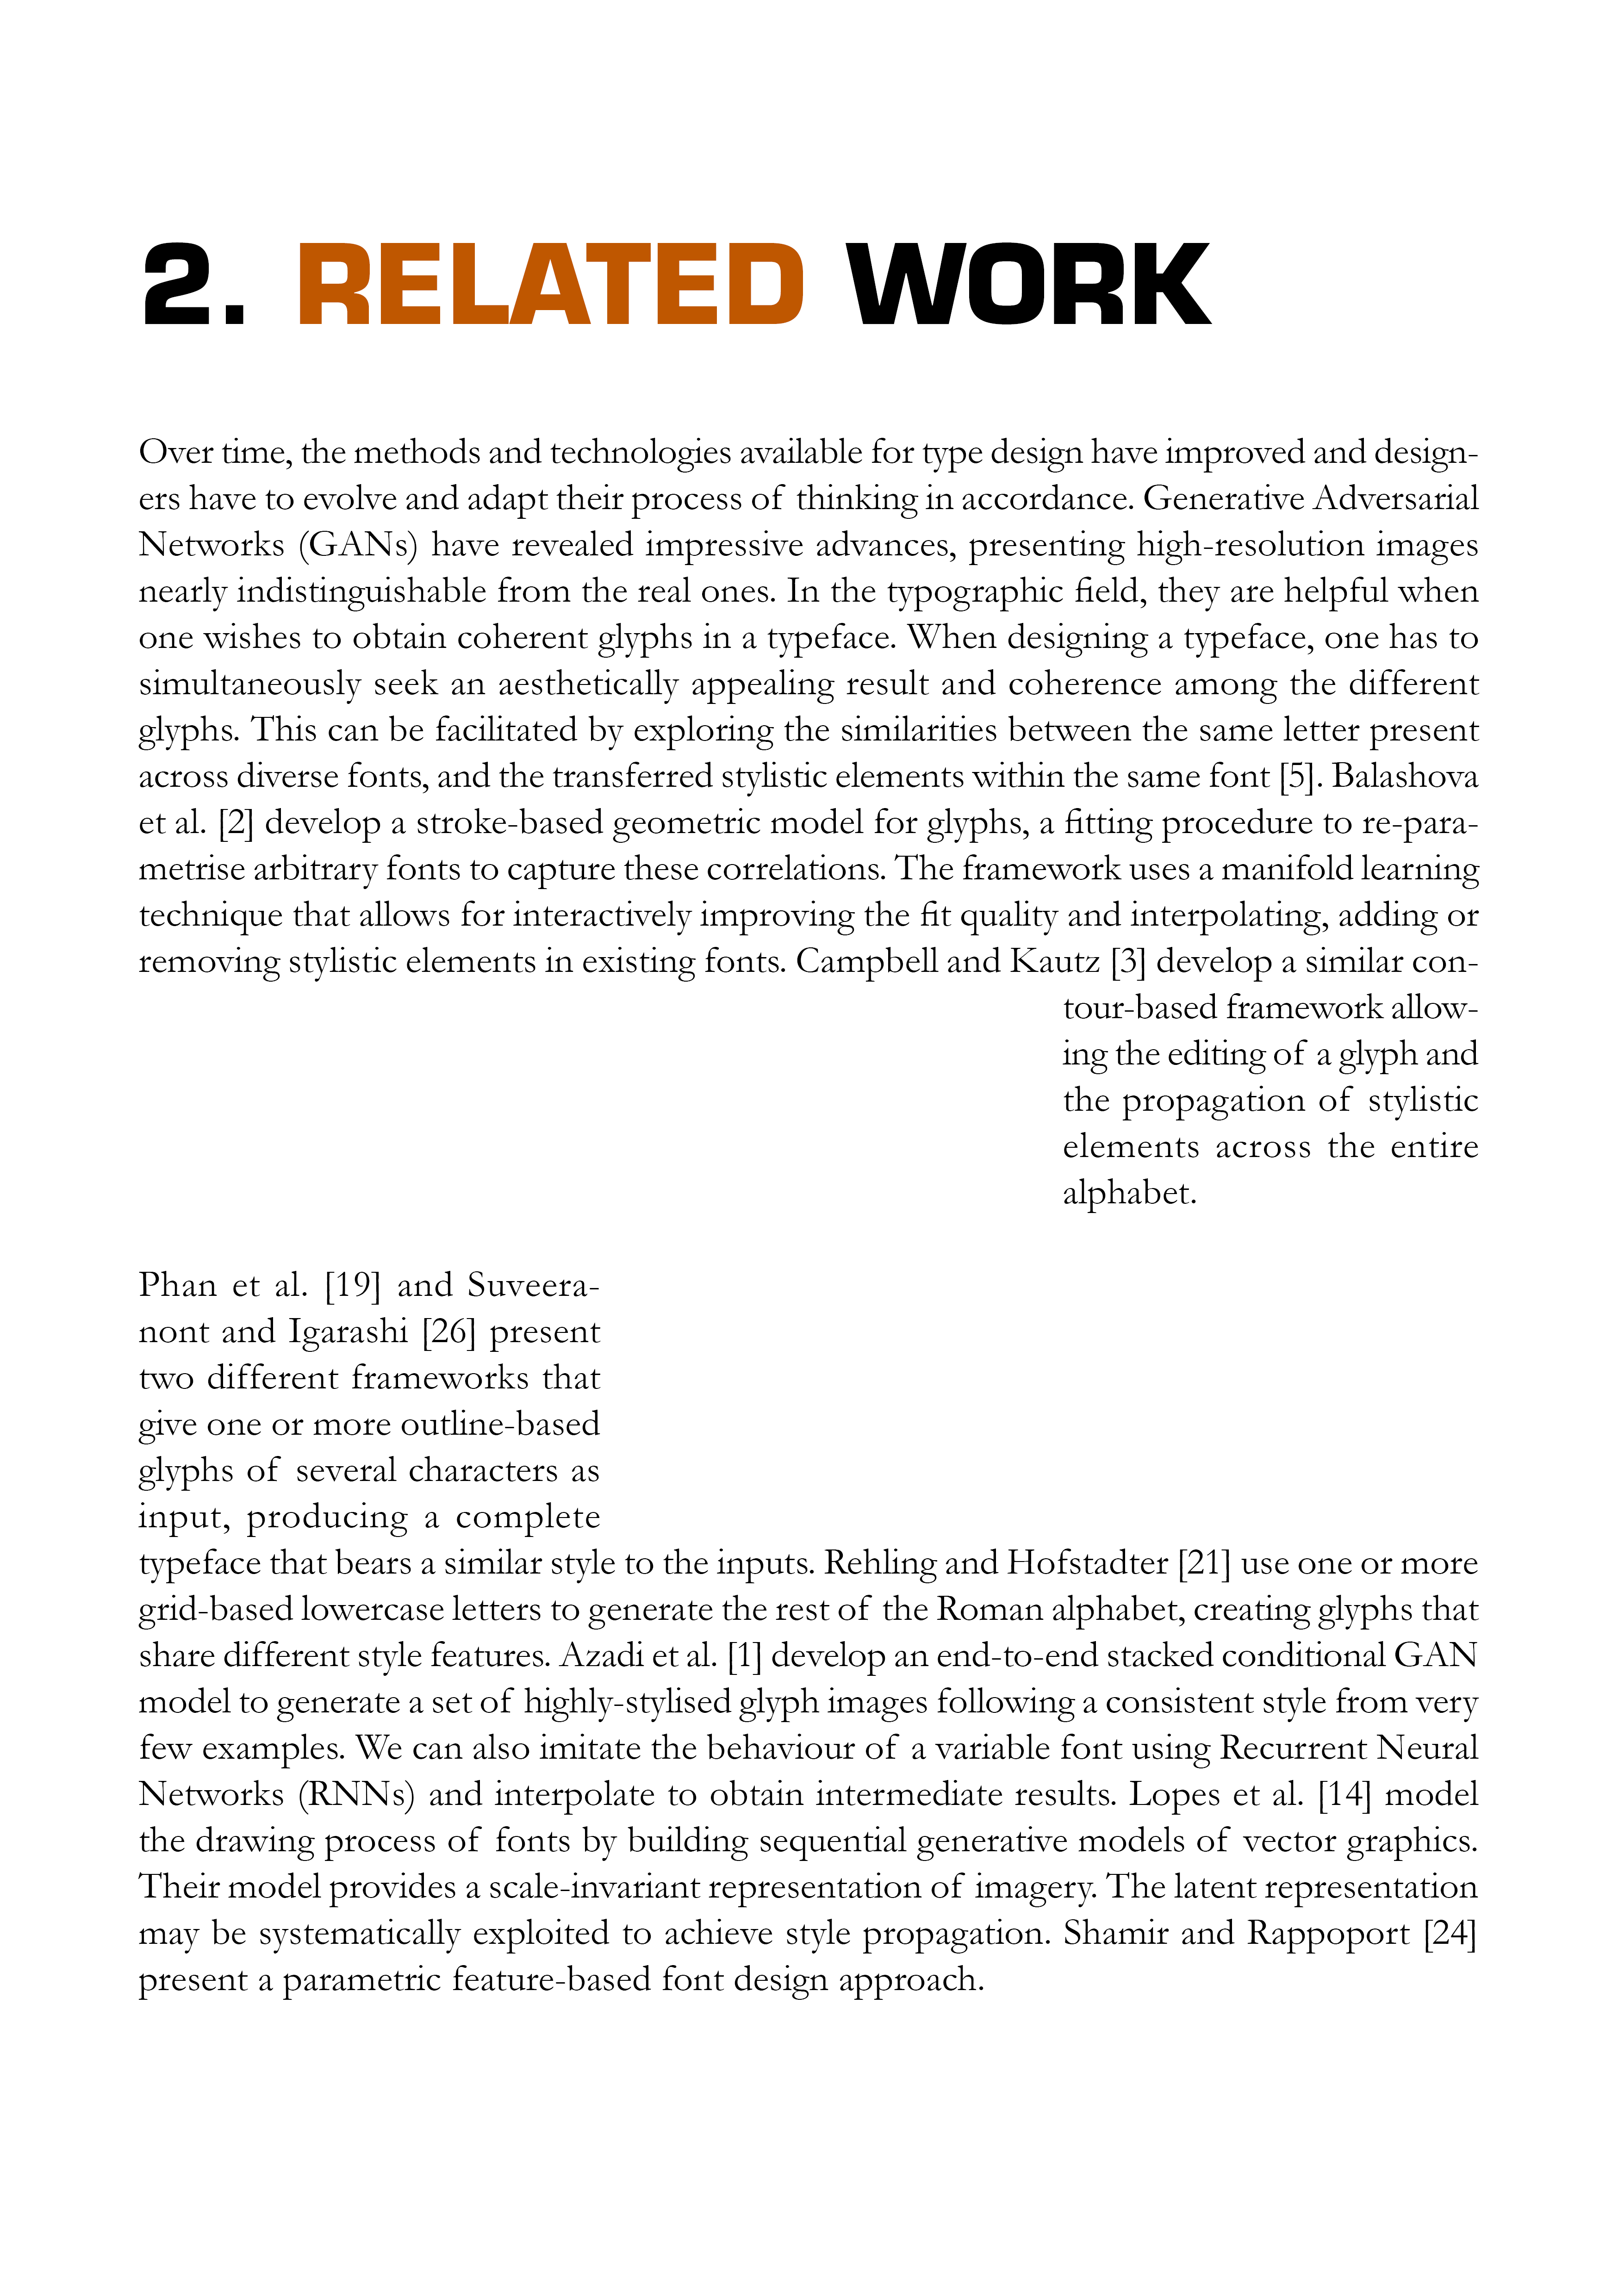 2. RELATED WORK
Over time, the methods and technologies available for type design have improved and design-
ers have to evolve and adapt their process of thinking in accordance. Generative Adversarial
Networks (GANs) have revealed impressive advances, presenting high-resolution images
nearly indistinguishable from the real ones. In the typographic field, they are helpful when
one wishes to obtain coherent glyphs in a typeface. When designing a typeface, one has to
simultaneously seek an aesthetically appealing result and coherence among the different
glyphs. This can be facilitated by exploring the similarities between the same letter present
across diverse fonts, and the transferred stylistic elements within the same font [5]. Balashova
et al. [2] develop a stroke-based geometric model for glyphs, a fitting procedure to re-para-
metrise arbitrary fonts to capture these correlations. The framework uses a manifold learning
technique that allows for interactively improving the fit quality and interpolating, adding or
removing stylistic elements in existing fonts. Campbell and Kautz [3] develop a similar con-
tour-based framework allow-
ing the editing of a glyph and
the propagation of stylistic
elements across the entire
alphabet.
Phan et al. [19] and Suveera-
nont and Igarashi [26] present
two different frameworks that
give one or more outline-based
glyphs of several characters as
input, producing a complete
typeface that bears a similar style to the inputs. Rehling and Hofstadter [21] use one or more
grid-based lowercase letters to generate the rest of the Roman alphabet, creating glyphs that
share different style features. Azadi et al. [1] develop an end-to-end stacked conditional GAN
model to generate a set of highly-stylised glyph images following a consistent style from very
few examples. We can also imitate the behaviour of a variable font using Recurrent Neural
Networks (RNNs) and interpolate to obtain intermediate results. Lopes et al. [14] model
the drawing process of fonts by building sequential generative models of vector graphics.
Their model provides a scale-invariant representation of imagery. The latent representation
may be systematically exploited to achieve style propagation. Shamir and Rappoport [24]
present a parametric feature-based font design approach.